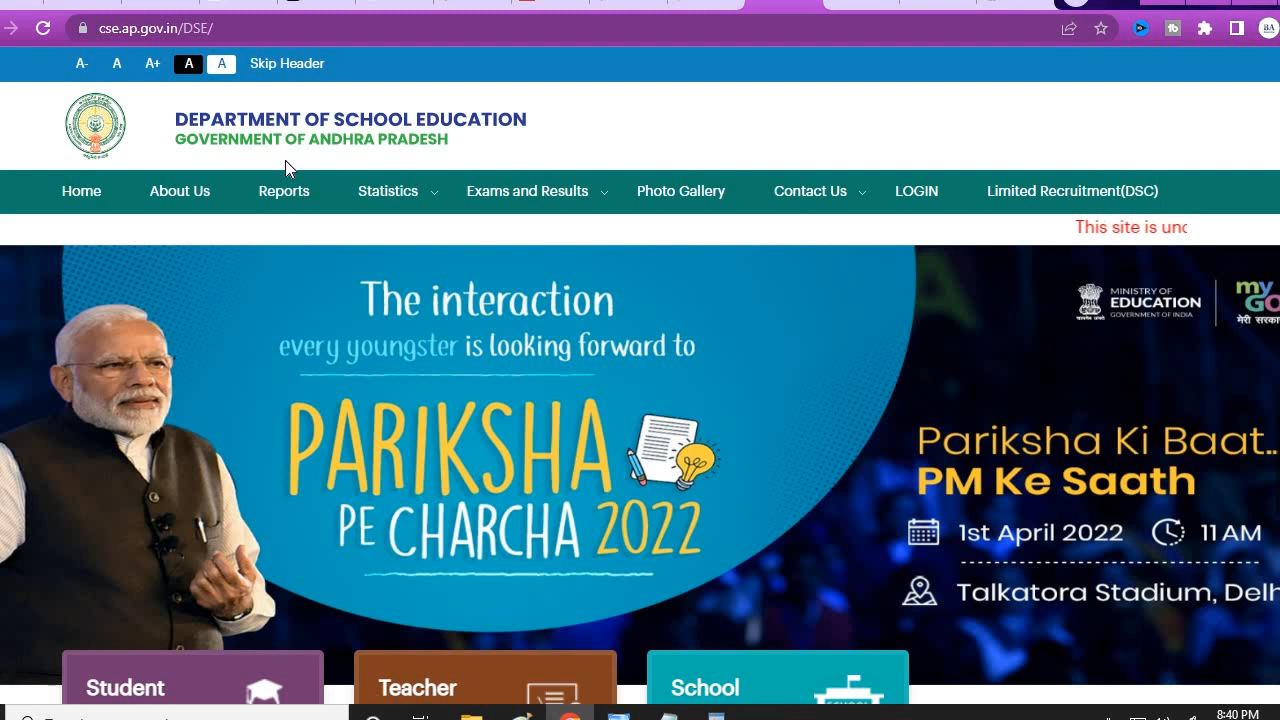 cse.ap.gov.in/DSE/
BA
A- A A+ A A Skip Header
DEPARTMENT OF SCHOOL EDUCATION
GOVERNMENT OF ANDHRA PRADESH
Home About Us Reports Statistics Exams and Results Photo Gallery Contact Us LOGIN Limited Recruitment(DSC)
This site is
The interaction
every youngster is looking forward to
PARIKSHA
PE CHARCHA 2022
MINISTRY OF
EDUCATION
GOVERNMENT OF INDIA
my
मेरी
Pariksha Ki Baat..
PM Ke Saath
1st April 2022 11 AM
Talkatora Stadium,
Student Teacher School
SCHOOL
8:40 PM